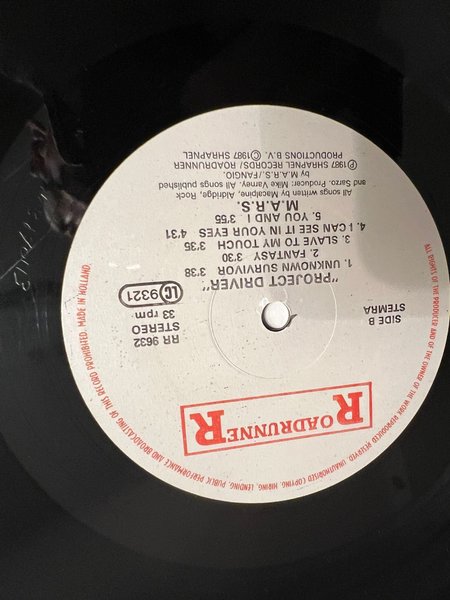 ROADRUNNER
SIDE B
STEMRA
RR 9632
STEREO
33 rpm
LC 9321
"PROJECT DRIVER"
1. UNKNOWN SURVIVOR 3'38
2. FANTASY 3'30
3. SLAVE TO MY TOUCH 3'35
4. I CAN SEE IT IN YOUR EYES 4'31
5. YOU AND I 3'55
M.A.R.S.
All songs written by Macalpine, Aldridge, Rock
and Sarzo. Producer: Mike Varney. All songs published
by M.A.R.S./FANGIO
℗ 1987 SHRAPNEL RECORDS/ ROADRUNNER
PRODUCTIONS B.V. © 1987 SHRAPNEL
ALL RIGHTS OF THE PRODUCER AND OF THE OWNER OF THE WORK REPRODUCED RESERVED. UNAUTHORISED COPYING, HIRING, LENDING, PUBLIC PERFORMANCE AND BROADCASTING OF THIS RECORD PROHIBITED. MADE IN HOLLAND.